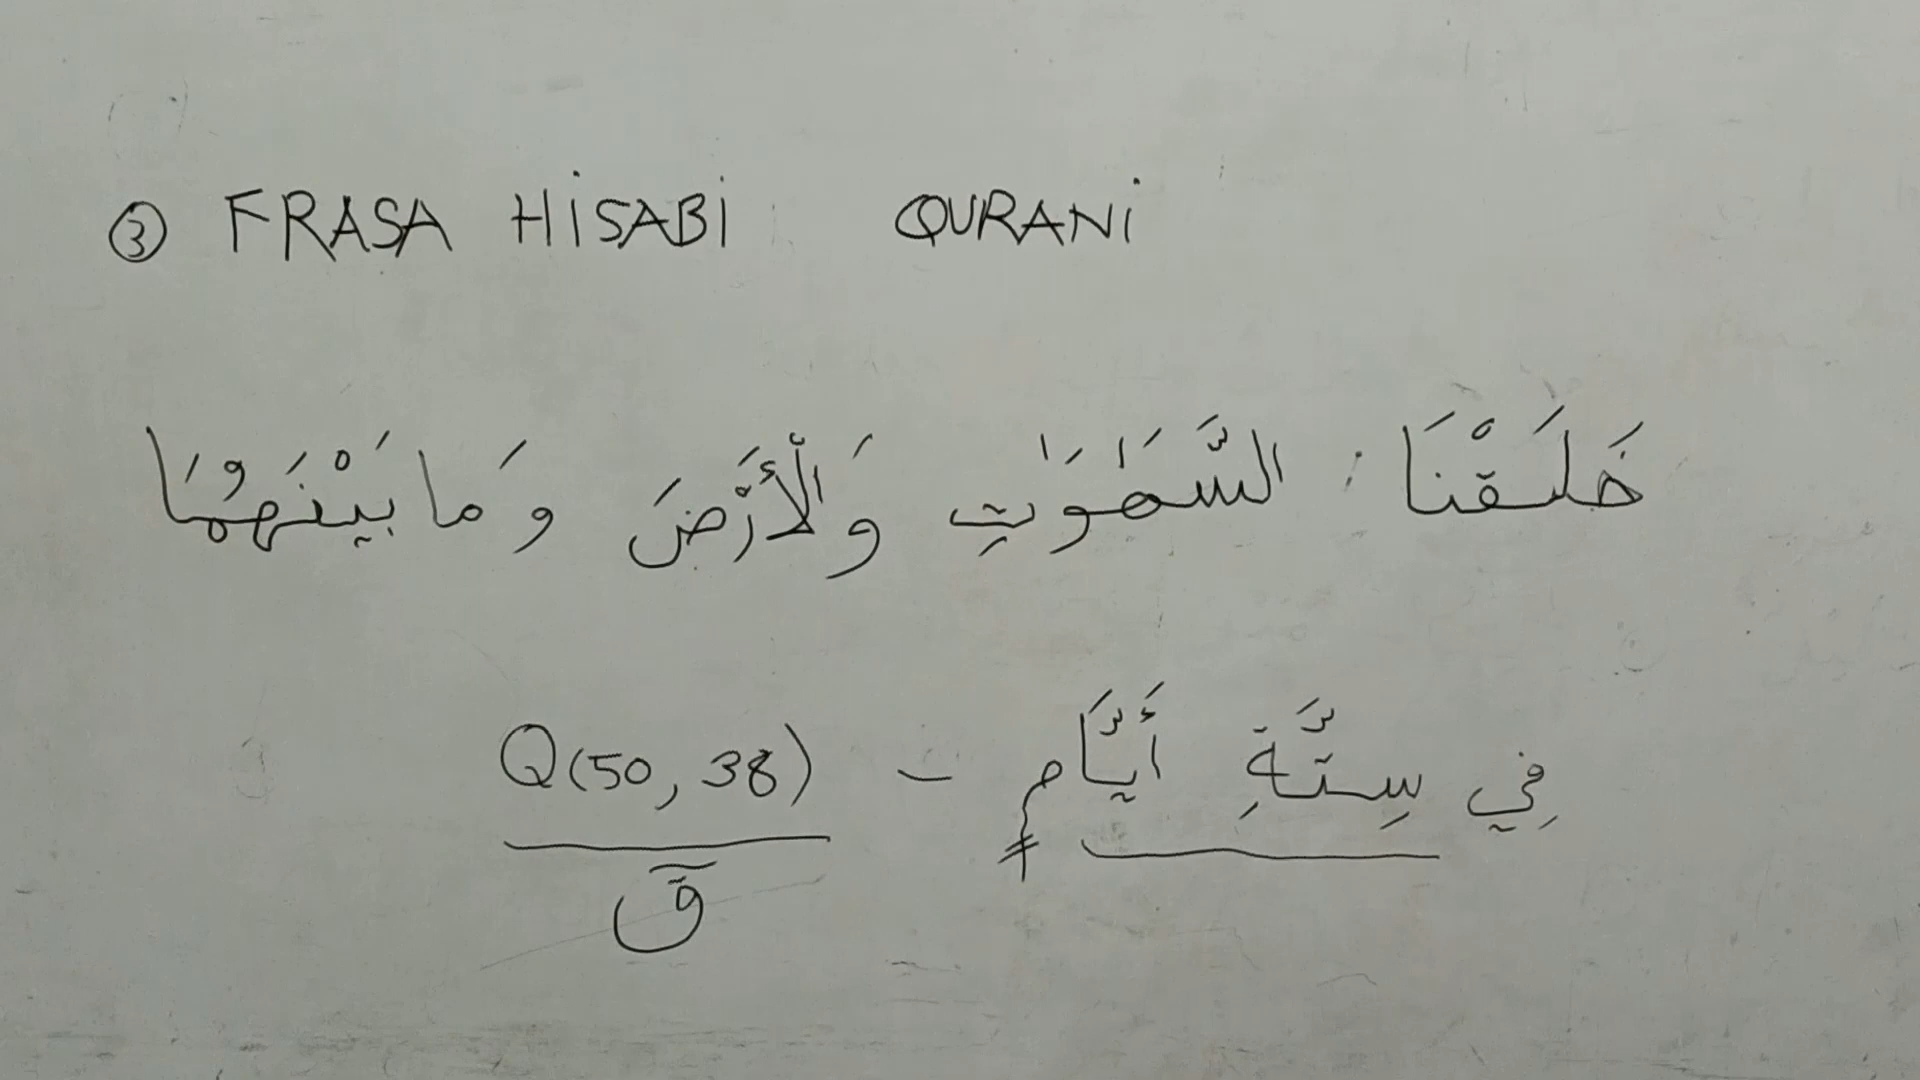 ③ FRASA HiSABi QURANi
خَلَقْنَا السَّمٰوٰتِ وَالْأَرْضَ وَمَا بَيْنَهُمَا
فِي سِتَّةِ أَيَّامٍ - Q(50, 38)
قٓ